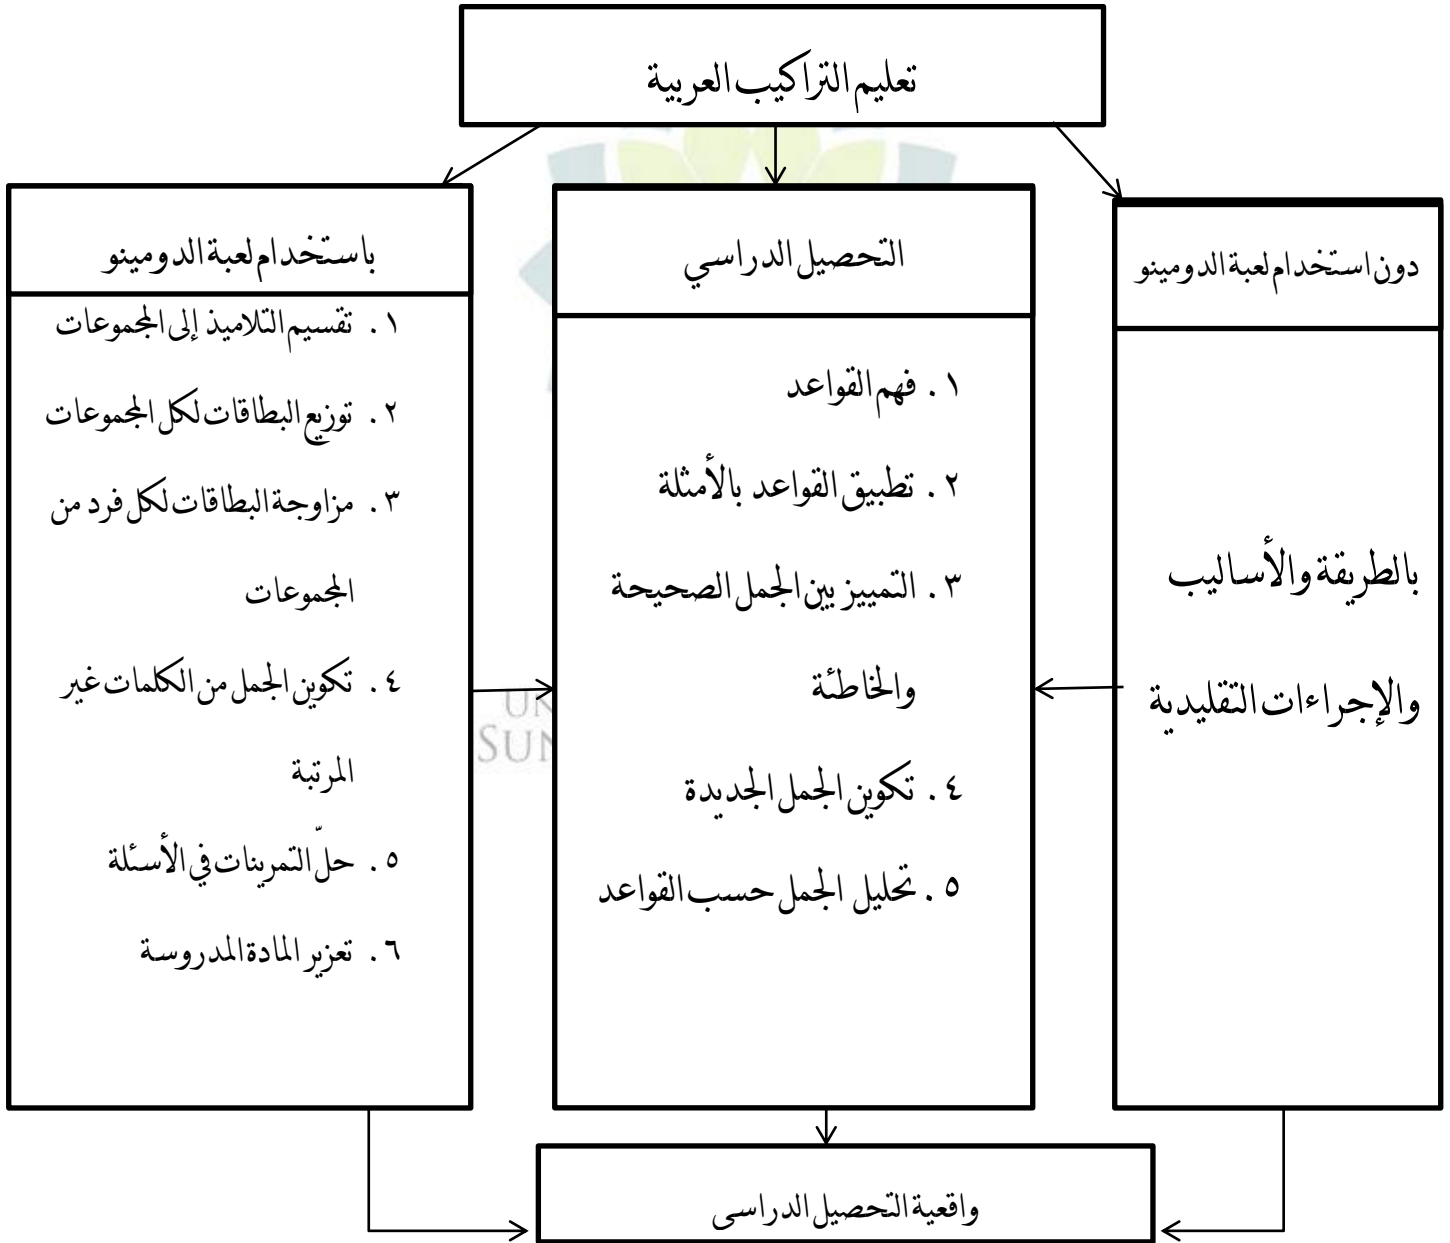 تعليم التراكيب العربية
دون استخدام لعبة الدومينو
بالطريقة والأساليب
والإجراءات التقليدية
التحصيل الدراسي
١. فهم القواعد
٢. تطبيق القواعد بالأمثلة
٣. التمييز بين الجمل الصحيحة
والخاطئة
٤. تكوين الجمل الجديدة
٥. تحليل الجمل حسب القواعد
باستخدام لعبة الدومينو
١. تقسيم التلاميذ إلى المجموعات
٢. توزيع البطاقات لكل المجموعات
٣. مزاوجة البطاقات لكل فرد من
المجموعات
٤. تكوين الجمل من الكلمات غير
المرتبة
٥. حلّ التمرينات في الأسئلة
٦. تعزير المادة المدروسة
واقعية التحصيل الدراسى
UN
SUN